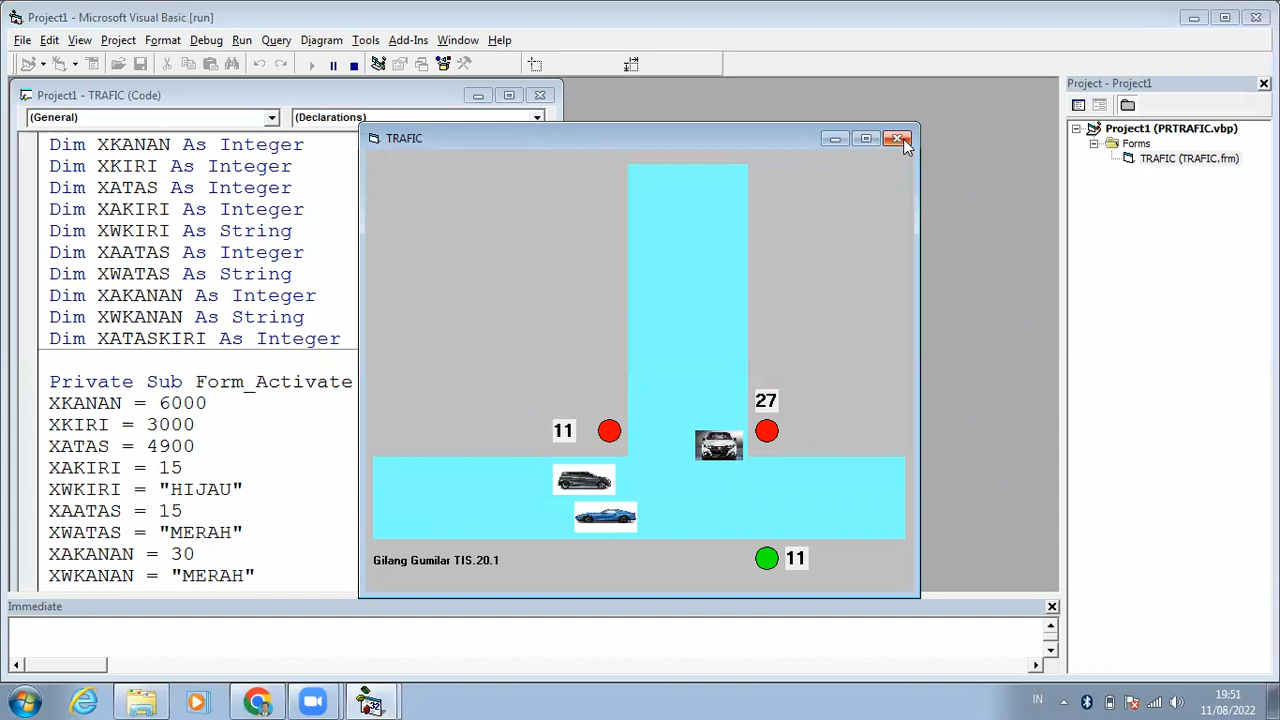 Project1 - Microsoft Visual Basic [run]
File Edit View Project Format Debug Run Query Diagram Tools Add-Ins Window Help
Project1 - TRAFIC (Code)
(General) (Declarations)
Dim XKANAN As Integer
Dim XKIRI As Integer
Dim XATAS As Integer
Dim XAKIRI As Integer
Dim XWKIRI As String
Dim XAATAS As Integer
Dim XWATAS As String
Dim XAKANAN As Integer
Dim XWKANAN As String
Dim XATASKIRI As Integer
Private Sub Form_Activate
XKANAN = 6000
XKIRI = 3000
XATAS = 4900
XAKIRI = 15
XWKIRI = "HIJAU"
XAATAS = 15
XWATAS = "MERAH"
XAKANAN = 30
XWKANAN = "MERAH"
TRAFIC
27
11
Gilang Gumilar TIS.20.1
11
Project - Project1
Project1 (PRTRAFIC.vbp)
Forms
TRAFIC (TRAFIC.frm)
Immediate
32
IN
19:51
11/08/2022